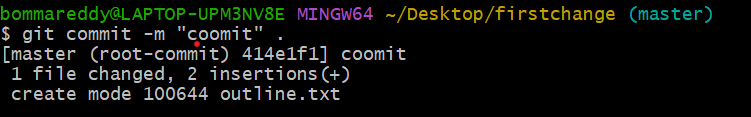 bommareddy@LAPTOP-UPM3NV8E MINGW64 ~/Desktop/firstchange (master)
$ git commit -m "coomit" .
[master (root-commit) 414e1f1] coomit
 1 file changed, 2 insertions(+)
 create mode 100644 outline.txt